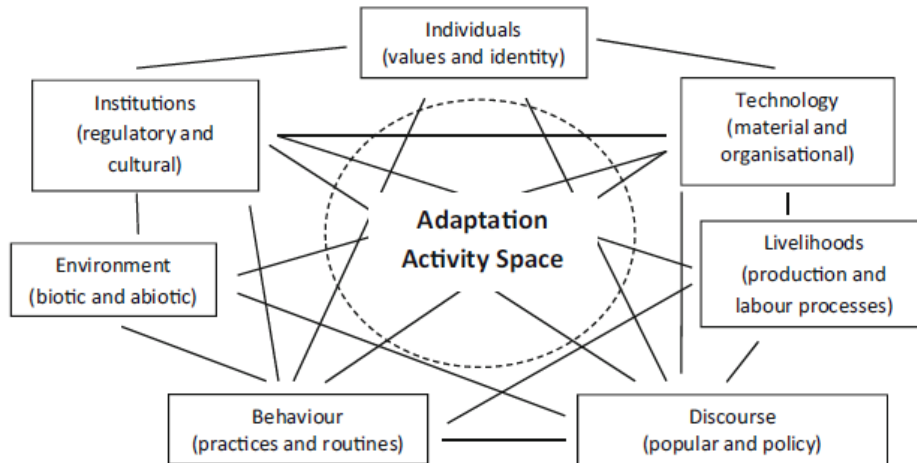 Individuals
(values and identity)
Institutions
(regulatory and
cultural)
Technology
(material and
organisational)
Adaptation
Activity Space
Environment
(biotic and abiotic)
Livelihoods
(production and
labour processes)
Behaviour
(practices and routines)
Discourse
(popular and policy)